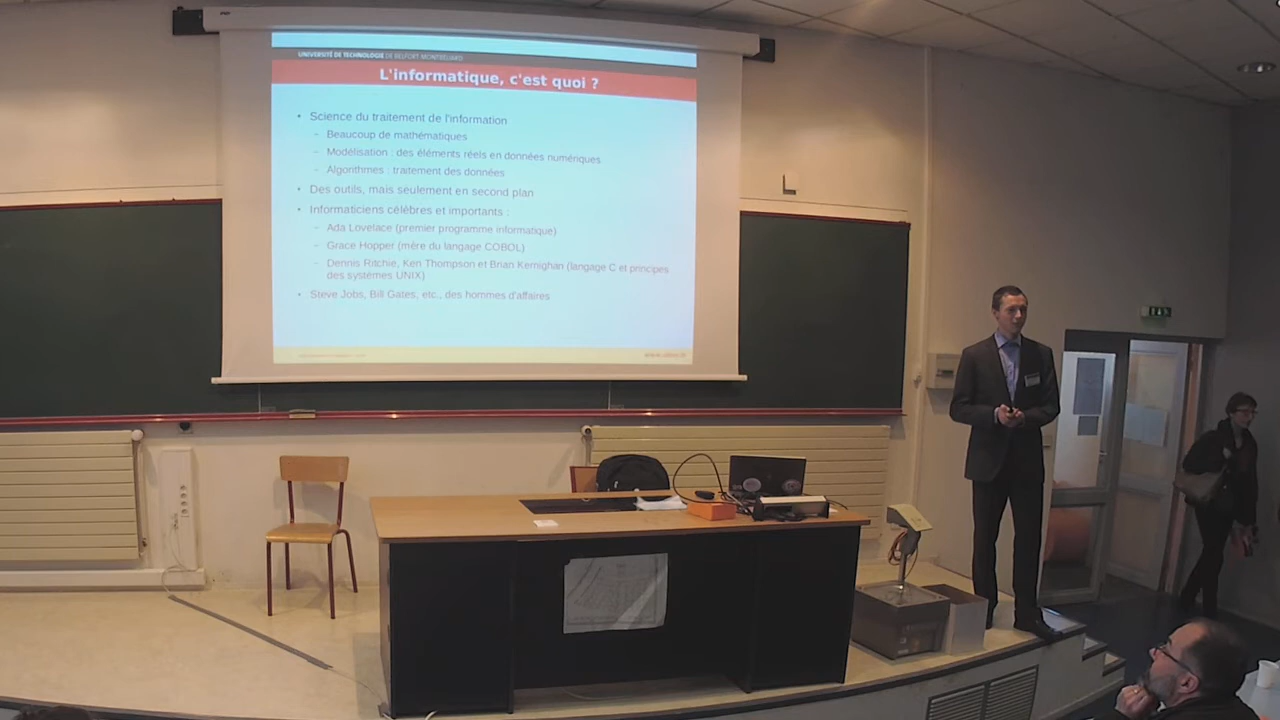 UNIVERSITÉ DE TECHNOLOGIE DE BELFORT-MONTBÉLIARD
L'informatique, c'est quoi ?
• Science du traitement de l'information
– Beaucoup de mathématiques
– Modélisation : des éléments réels en données numériques
– Algorithmes : traitement des données
• Des outils, mais seulement en second plan
• Informaticiens célèbres et importants :
– Ada Lovelace (premier programme informatique)
– Grace Hopper (mère du langage COBOL)
– Dennis Ritchie, Ken Thompson et Brian Kernighan (langage C et principes
des systèmes UNIX)
• Steve Jobs, Bill Gates, etc., des hommes d'affaires
www.utbm.fr